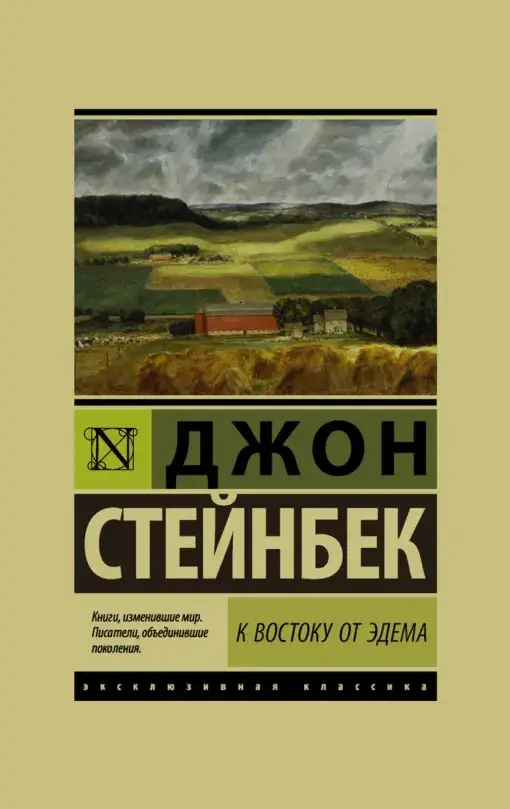 N
ДЖОН
СТЕЙНБЕК
Книги, изменившие мир.
Писатели, объединившие
поколения.
К ВОСТОКУ ОТ ЭДЕМА
эксклюзивная классика